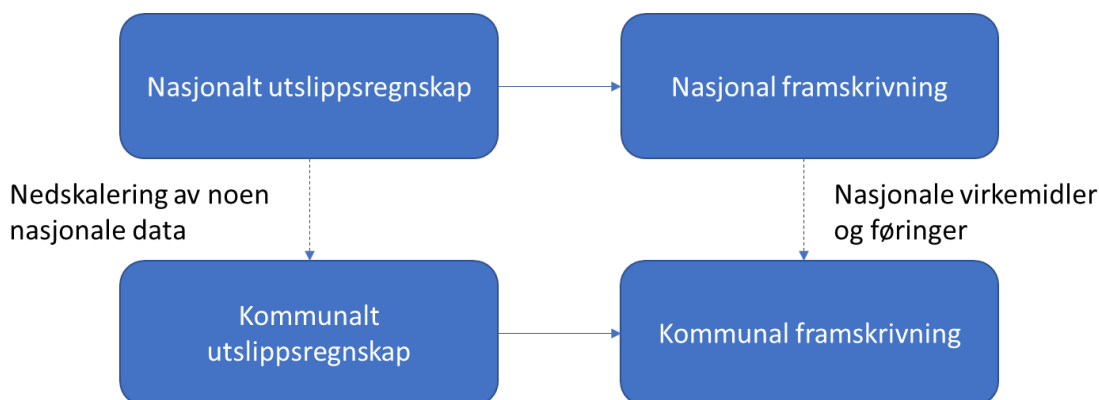 Nasjonalt utslippsregnskap
Nasjonal framskrivning
Nedskalering av noen
nasjonale data
Nasjonale virkemidler
og føringer
Kommunalt
utslippsregnskap
Kommunal framskrivning